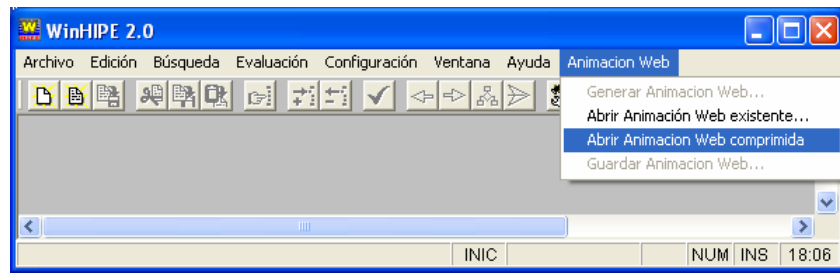 WinHIPE 2.0
Archivo Edición Búsqueda Evaluación Configuración Ventana Ayuda Animacion Web
Generar Animacion Web...
Abrir Animación Web existente...
Abrir Animacion Web comprimida
Guardar Animacion Web...
INIC NUM INS 18:06